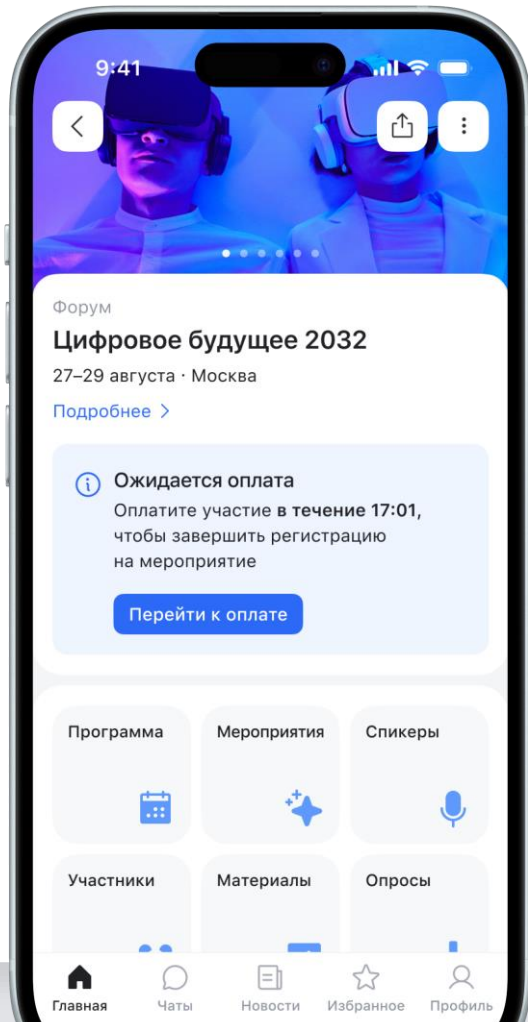 9:41
Форум
Цифровое будущее 2032
27–29 августа · Москва
Подробнее >
Ожидается оплата
Оплатите участие в течение 17:01,
чтобы завершить регистрацию
на мероприятие
Перейти к оплате
Программа
Мероприятия
Спикеры
Участники
Материалы
Опросы
Главная
Чаты
Новости
Избранное
Профиль